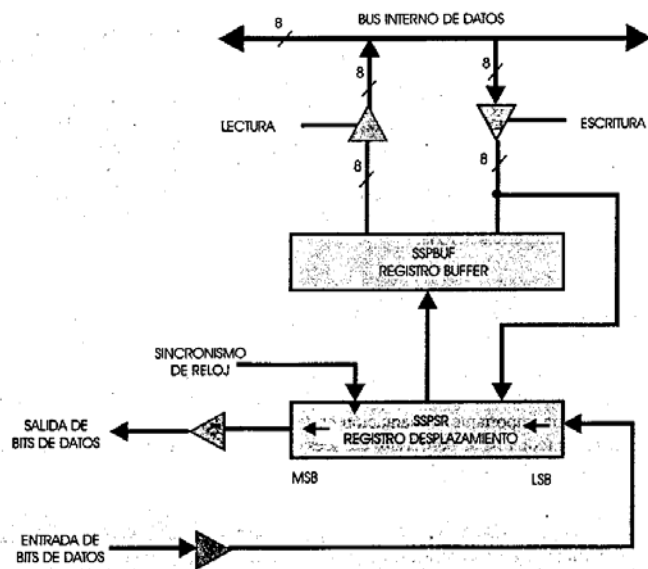 BUS INTERNO DE DATOS
8
8
8
LECTURA
ESCRITURA
8
8
SSPBUF
REGISTRO BUFFER
SINCRONISMO
DE RELOJ
SALIDA DE
BITS DE DATOS
SSPSR
REGISTRO DESPLAZAMIENTO
MSB
LSB
ENTRADA DE
BITS DE DATOS